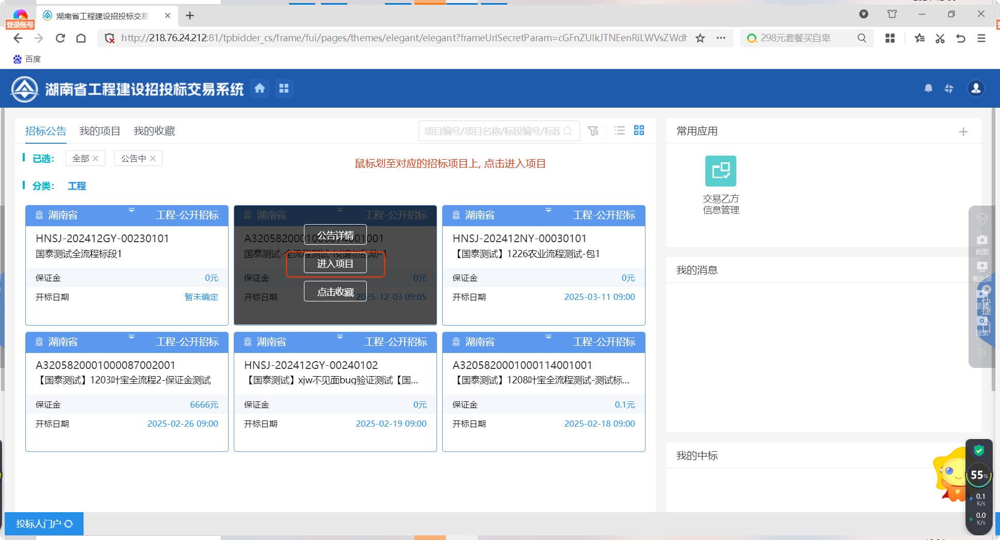 登录账号
湖南省工程建设招投标交易
http://218.76.24.212:81/tpbidder_cs/frame/fui/pages/themes/elegant/elegant?frameUrlSecretParam=cGFnZUlkJTNEenRiLWVsZWdh
298元套餐买自卑
百度
湖南省工程建设招投标交易系统
招标公告 我的项目 我的收藏
项目编号/项目名称/标段编号/标段
常用应用
已选： 全部 公告中
鼠标划至对应的招标项目上, 点击进入项目
分类： 工程
交易乙方
信息管理
湖南省 工程-公开招标
HNSJ-202412GY-00230101
国泰测试全流程标段1
保证金 0元
开标日期 暂未确定
湖南省 工程-公开招标
A3205820001000074001001
国泰测试-全流程测试-lsj请勿乱动-1
保证金 0元
开标日期 2025-12-03 09:05
公告详情
进入项目
点击收藏
湖南省 工程-公开招标
HNSJ-202412NY-00030101
【国泰测试】1226农业流程测试-包1
保证金 0元
开标日期 2025-03-11 09:00
湖南省 工程-公开招标
A3205820001000087002001
【国泰测试】1203叶宝全流程2-保证金测试
保证金 6666元
开标日期 2025-02-26 09:00
湖南省 工程-公开招标
HNSJ-202412GY-00240102
【国泰测试】xjw不见面bug验证测试【国...
保证金 0元
开标日期 2025-02-19 09:00
湖南省 工程-公开招标
A3205820001000114001001
【国泰测试】1208叶宝全流程测试-测试标...
保证金 0.1元
开标日期 2025-02-18 09:00
我的消息
截图
截全屏
录屏
搜索
快捷入口
我的中标
55%
0.1
K/s
0.0
K/s
投标人门户